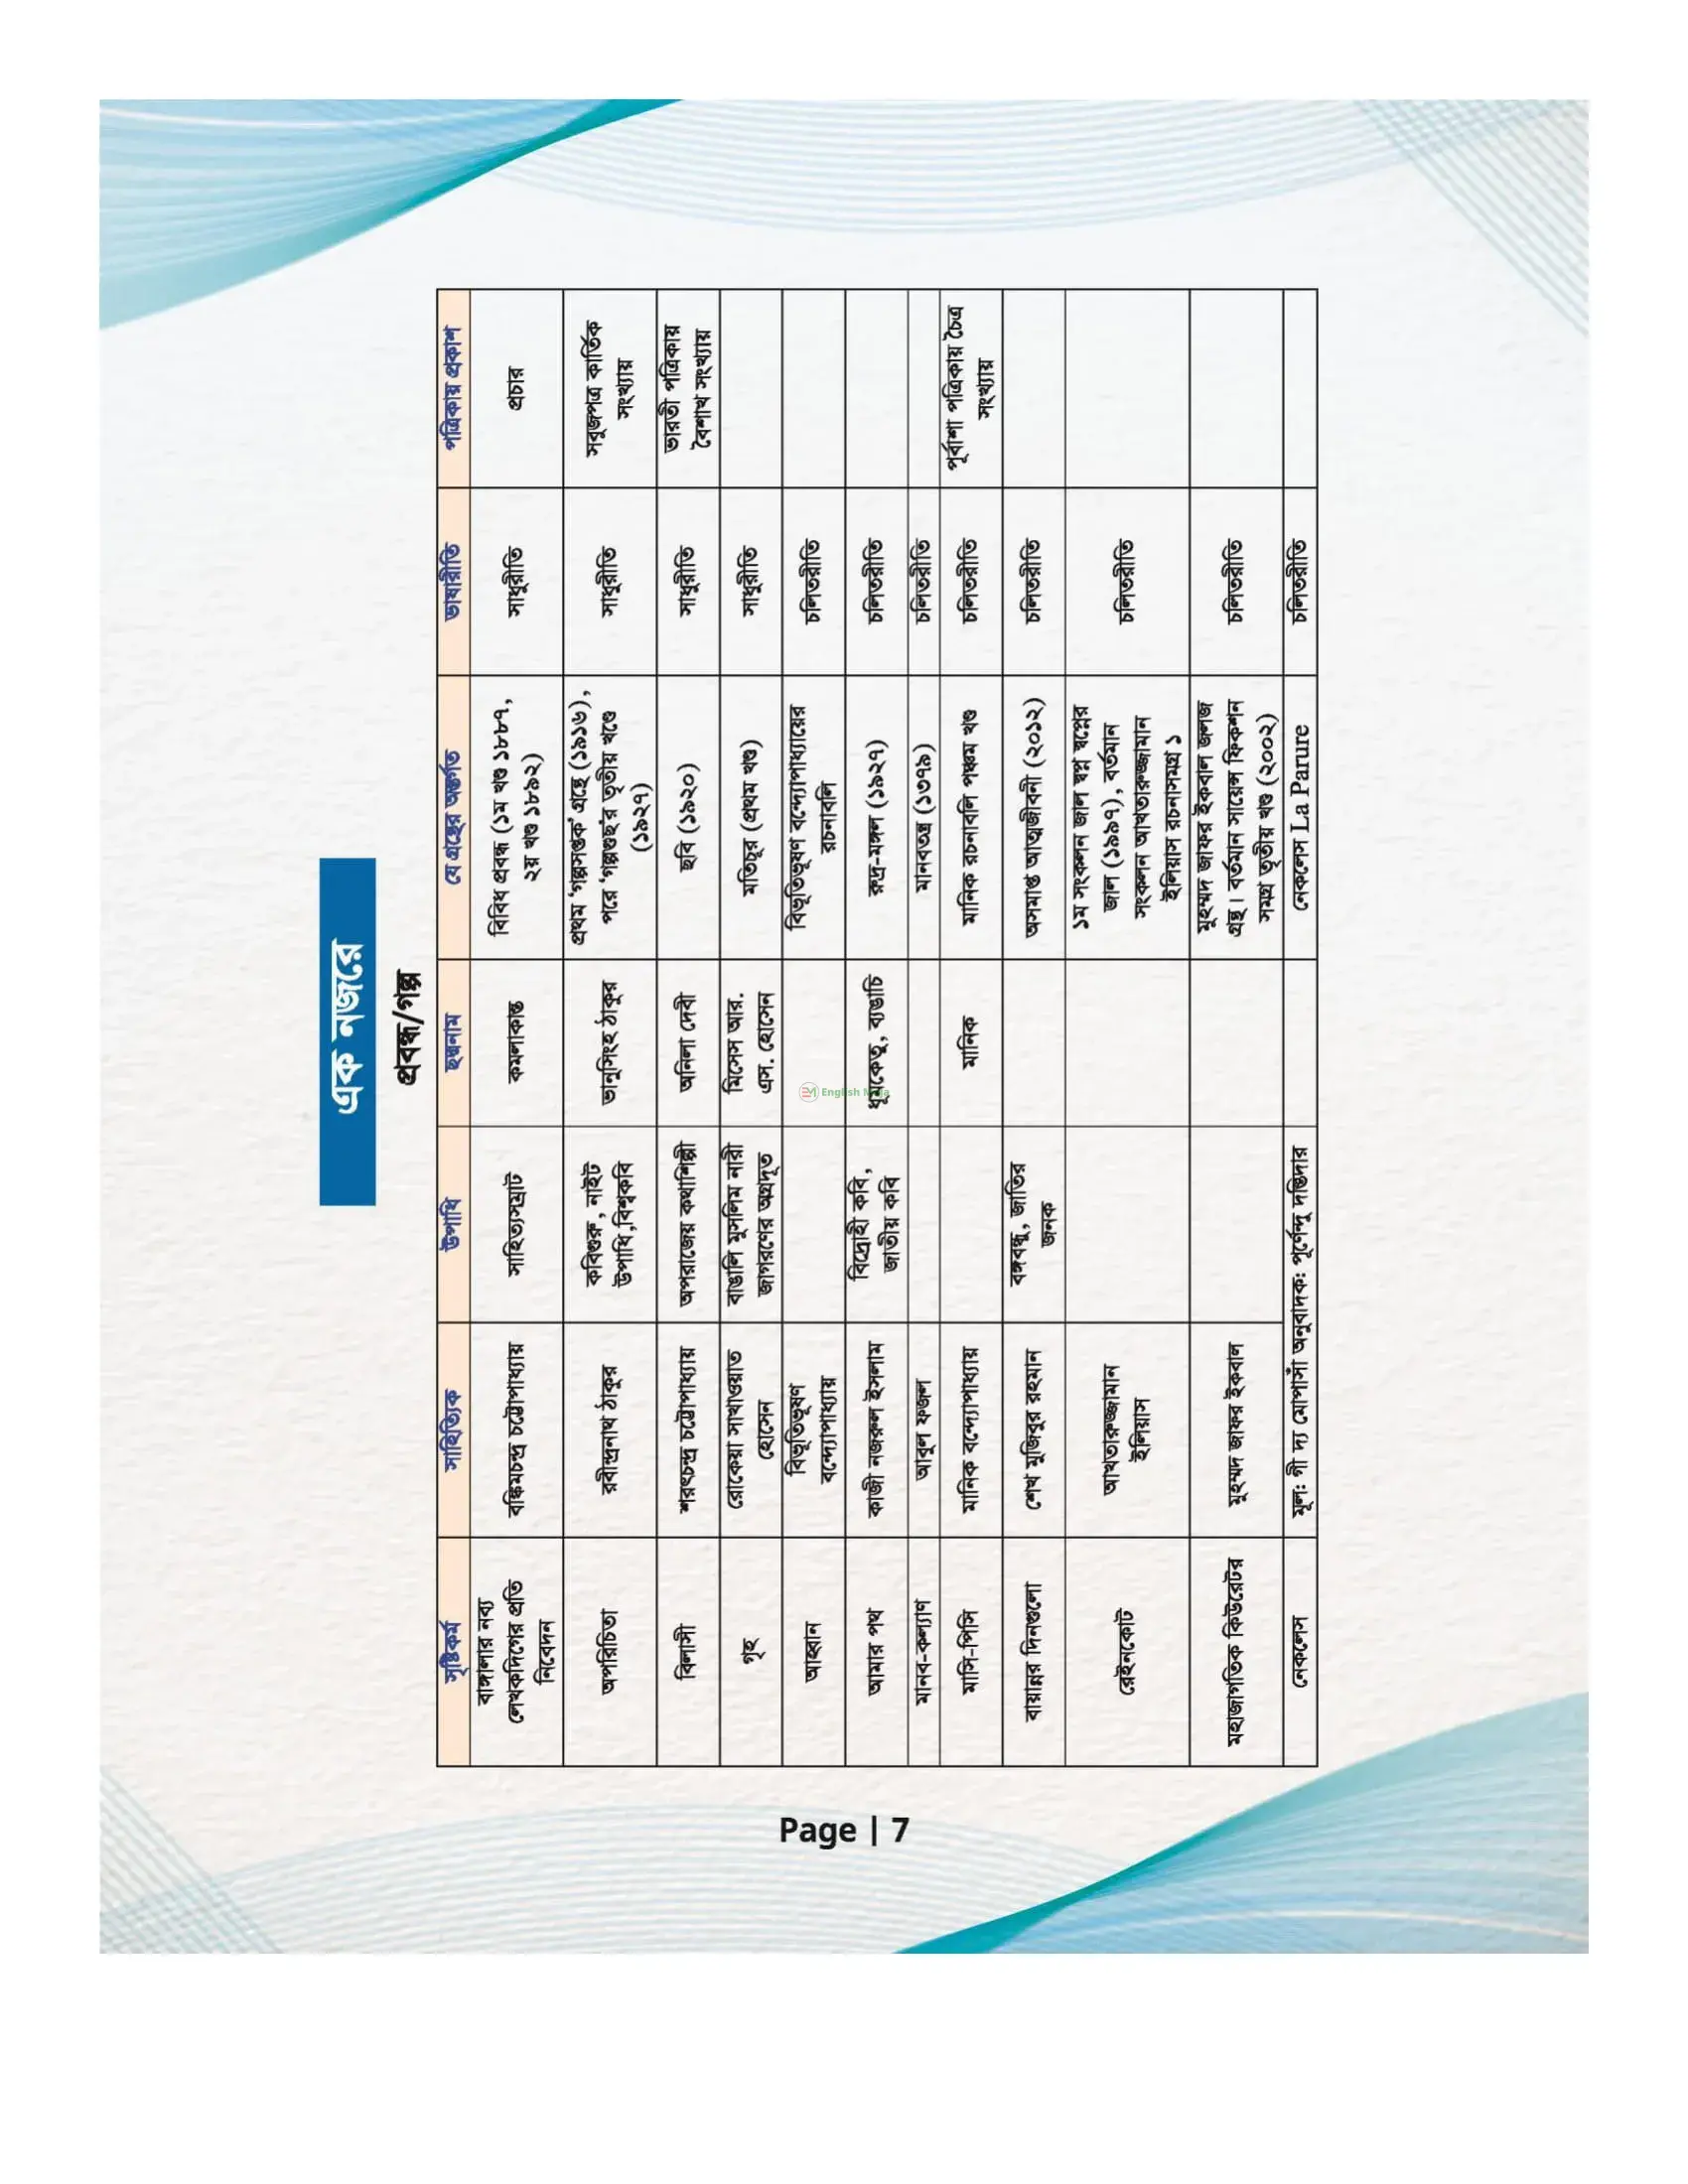 এক নজরে
প্রবন্ধ/গল্প
সৃষ্টিকর্ম | সাহিত্যিক | উপাধি | ছদ্মনাম | যে গ্রন্থের অন্তর্গত | ভাষারীতি | পত্রিকায় প্রকাশ
বাঙ্গালার নব্য লেখকদিগের প্রতি নিবেদন | বঙ্কিমচন্দ্র চট্টোপাধ্যায় | সাহিত্যসম্রাট | কমলাকান্ত | বিবিধ প্রবন্ধ (১ম খণ্ড ১৮৮৭, ২য় খণ্ড ১৮৯২) | সাধুরীতি | প্রচার
অপরিচিতা | রবীন্দ্রনাথ ঠাকুর | কবিগুরু, নাইট উপাধি,বিশ্বকবি | ভানুসিংহ ঠাকুর | প্রথম ‘গল্পসপ্তক’ গ্রন্থে (১৯১৬), পরে ‘গল্পগুচ্ছ’র তৃতীয় খণ্ডে (১৯২৭) | সাধুরীতি | সবুজপত্র কার্তিক সংখ্যায়
বিলাসী | শরৎচন্দ্র চট্টোপাধ্যায় | অপরাজেয় কথাশিল্পী | অনিলা দেবী | ছবি (১৯২০) | সাধুরীতি | ভারতী পত্রিকায় বৈশাখ সংখ্যায়
গৃহ | রোকেয়া সাখাওয়াত হোসেন | বাঙালি মুসলিম নারী জাগরণের অগ্রদূত | মিসেস আর. এস. হোসেন | মতিচূর (প্রথম খণ্ড) | সাধুরীতি
আহ্বান | বিভূতিভূষণ বন্দ্যোপাধ্যায় | বিভূতিভূষণ বন্দ্যোপাধ্যায়ের রচনাবলি | চলিতরীতি
আমার পথ | কাজী নজরুল ইসলাম | বিদ্রোহী কবি, জাতীয় কবি | ধূমকেতু, ব্যঙাচি | রুদ্র-মঙ্গল (১৯২৭) | চলিতরীতি
মানব-কল্যাণ | আবুল ফজল | মানবতন্ত্র (১৩৭৯) | চলিতরীতি
মাসি-পিসি | মানিক বন্দ্যোপাধ্যায় | মানিক | মানিক রচনাবলি পঞ্চম খণ্ড | চলিতরীতি | পূর্বাশা পত্রিকায় চৈত্র সংখ্যায়
বায়ান্নর দিনগুলো | শেখ মুজিবুর রহমান | বঙ্গবন্ধু, জাতির জনক | অসমাপ্ত আত্মজীবনী (২০১২) | চলিতরীতি
রেইনকোট | আখতারুজ্জামান ইলিয়াস | ১ম সংকলন জাল স্বপ্ন স্বপ্নের জাল (১৯৯৭), বর্তমান সংকলন আখতারুজ্জামান ইলিয়াস রচনাসমগ্র ১ | চলিতরীতি
মহাজাগতিক কিউরেটর | মুহম্মদ জাফর ইকবাল | মুহম্মদ জাফর ইকবাল জলজ গ্রন্থ। বর্তমান সায়েন্স ফিকশন সমগ্র তৃতীয় খণ্ড (২০০২) | চলিতরীতি
নেকলেস | মূল: গী দ্য মোপাসাঁ অনুবাদক: পূর্ণেন্দু দস্তিদার | নেকলেস La Parure | চলিতরীতি
Page | 7